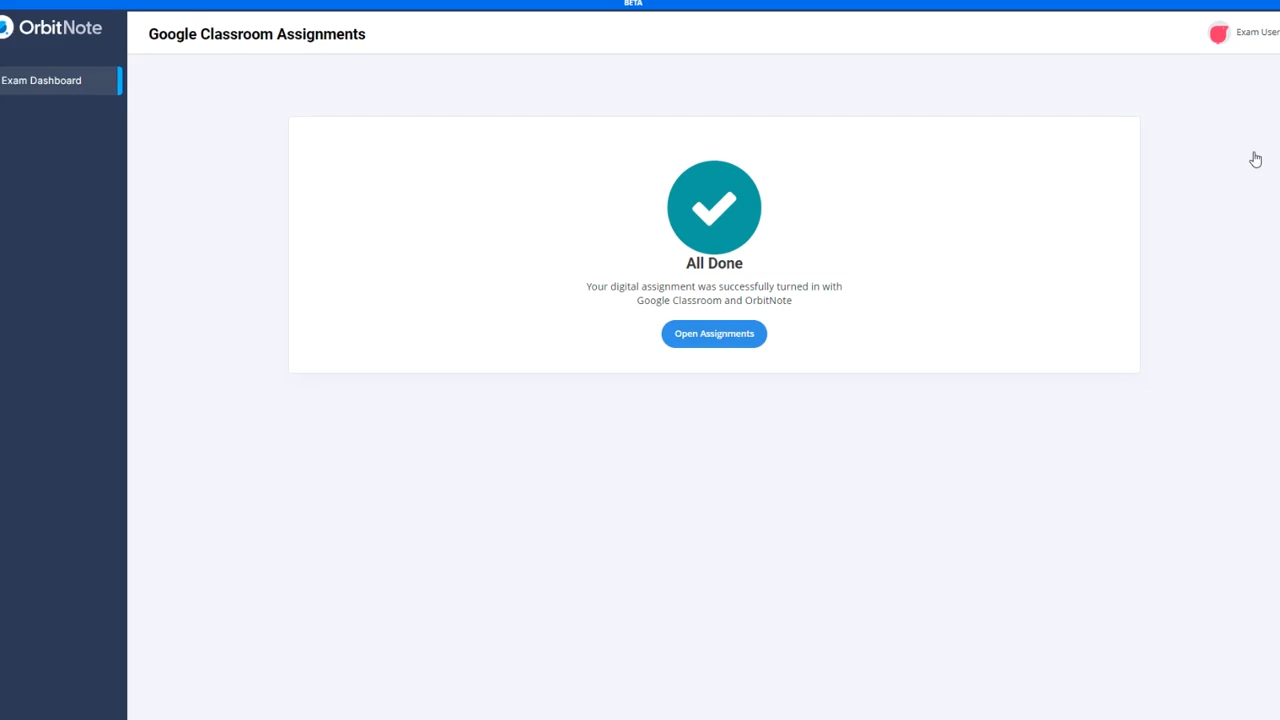 BETA
OrbitNote
Google Classroom Assignments
Exam User
Exam Dashboard
All Done
Your digital assignment was successfully turned in with
Google Classroom and OrbitNote
Open Assignments